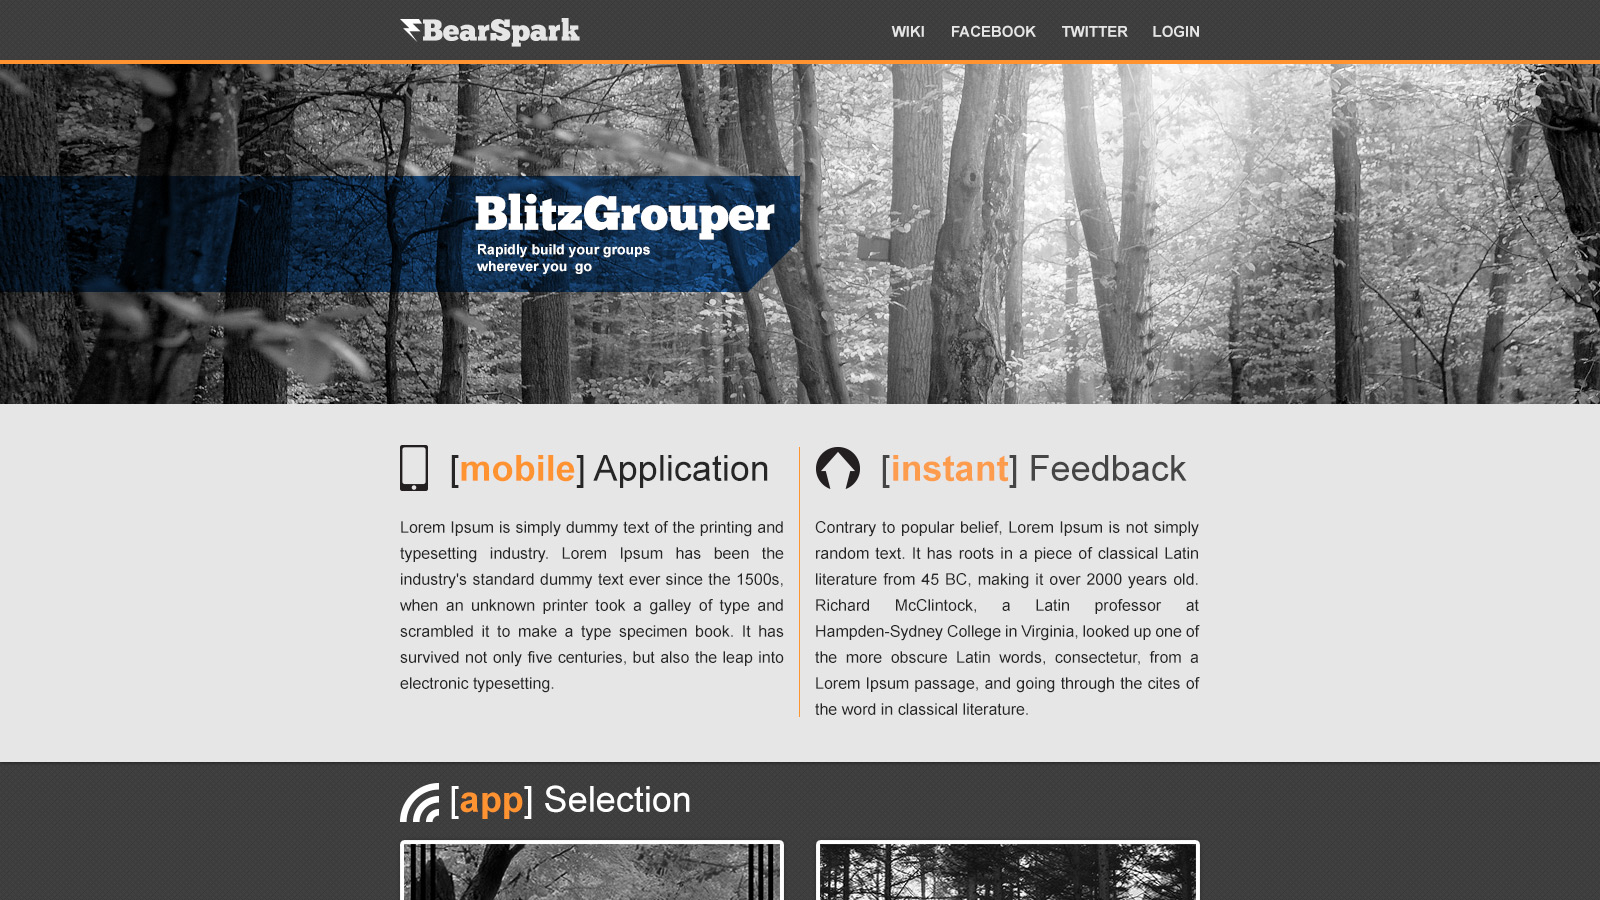 BearSpark
WIKI FACEBOOK TWITTER LOGIN
BlitzGrouper
Rapidly build your groups
wherever you go
[mobile] Application
Lorem Ipsum is simply dummy text of the printing and
typesetting industry. Lorem Ipsum has been the
industry's standard dummy text ever since the 1500s,
when an unknown printer took a galley of type and
scrambled it to make a type specimen book. It has
survived not only five centuries, but also the leap into
electronic typesetting.
[instant] Feedback
Contrary to popular belief, Lorem Ipsum is not simply
random text. It has roots in a piece of classical Latin
literature from 45 BC, making it over 2000 years old.
Richard McClintock, a Latin professor at
Hampden-Sydney College in Virginia, looked up one of
the more obscure Latin words, consectetur, from a
Lorem Ipsum passage, and going through the cites of
the word in classical literature.
[app] Selection